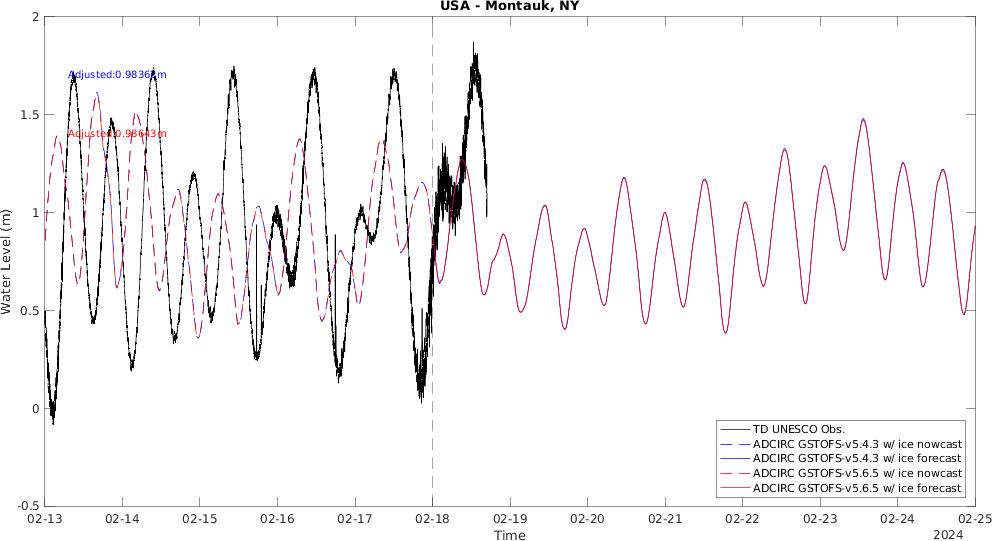 USA - Montauk, NY
2
1.5
1
0.5
0
-0.5
Water Level (m)
Adjusted:0.98643m
TD UNESCO Obs.
ADCIRC GSTOFS-v5.4.3 w/ ice nowcast
ADCIRC GSTOFS-v5.4.3 w/ ice forecast
ADCIRC GSTOFS-v5.6.5 w/ ice nowcast
ADCIRC GSTOFS-v5.6.5 w/ ice forecast
02-13 02-14 02-15 02-16 02-17 02-18 02-19 02-20 02-21 02-22 02-23 02-24 02-25
Time
2024